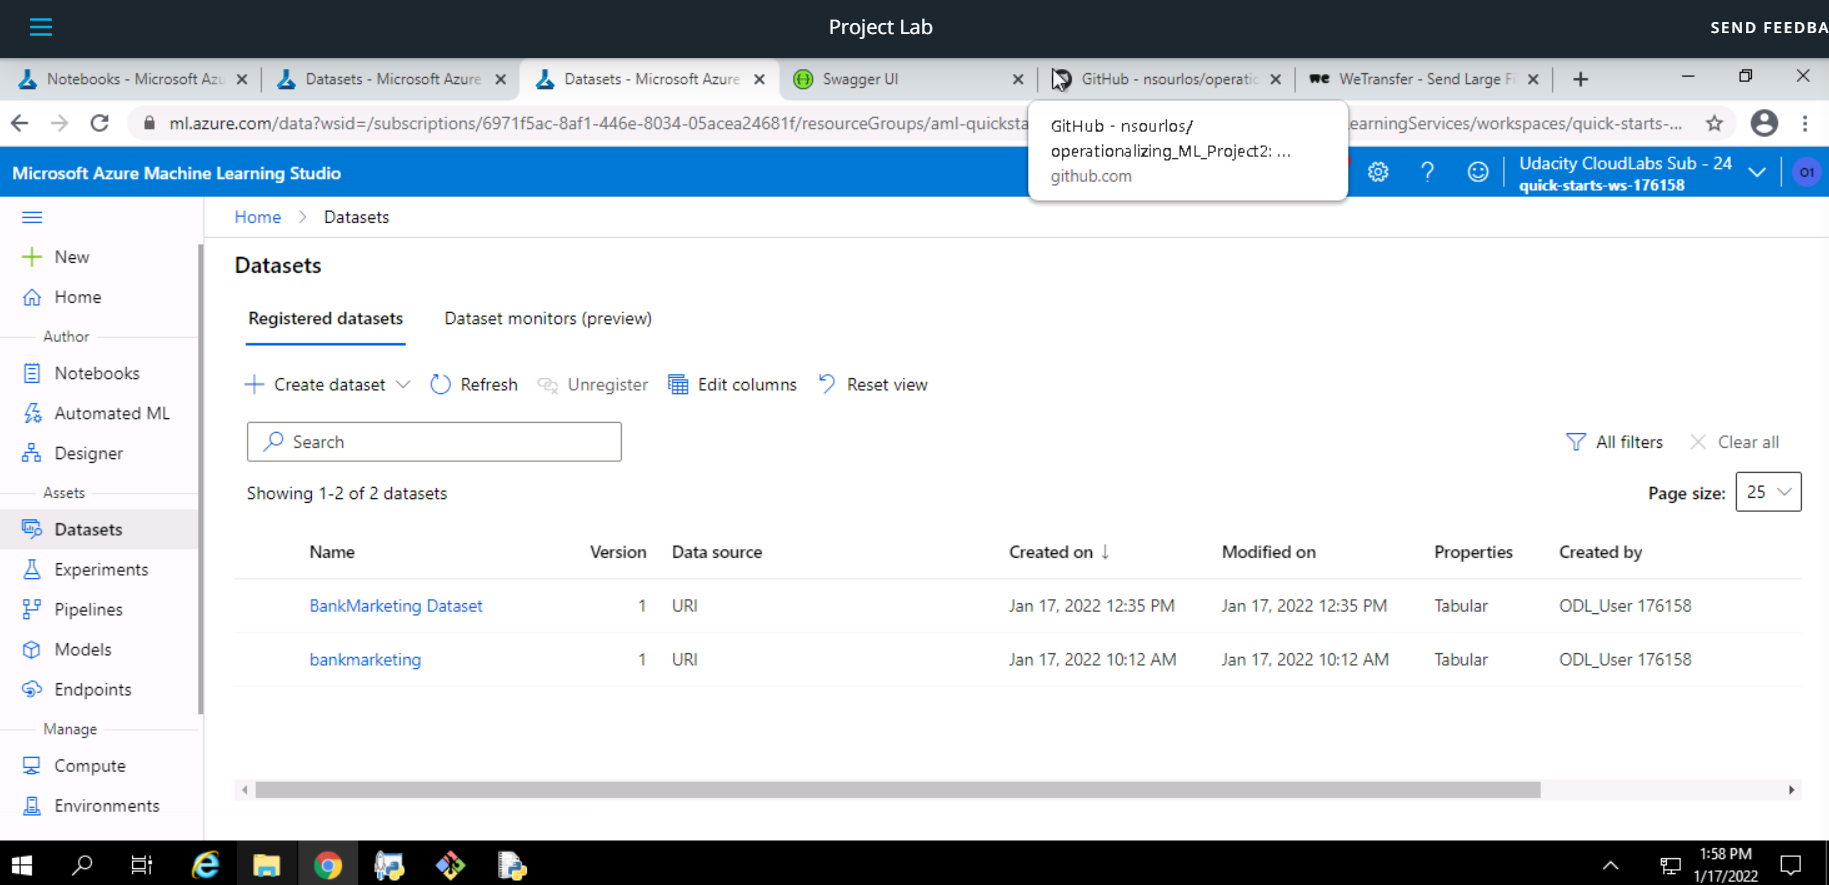 Project Lab
SEND FEEDBA
Notebooks - Microsoft Azu
Datasets - Microsoft Azure
Datasets - Microsoft Azure
Swagger UI
GitHub - nsourlos/operatic
WeTransfer - Send Large Fi
ml.azure.com/data?wsid=/subscriptions/6971f5ac-8af1-446e-8034-05acea24681f/resourceGroups/aml-quicksta
earningServices/workspaces/quick-starts-...
GitHub - nsourlos/
operationalizing_ML_Project2: ...
github.com
Microsoft Azure Machine Learning Studio
Udacity CloudLabs Sub - 24
quick-starts-ws-176158
O1
Home > Datasets
New
Home
Author
Notebooks
Automated ML
Designer
Assets
Datasets
Experiments
Pipelines
Models
Endpoints
Manage
Compute
Environments
Datasets
Registered datasets
Dataset monitors (preview)
Create dataset
Refresh
Unregister
Edit columns
Reset view
Search
All filters
Clear all
Showing 1-2 of 2 datasets
Page size: 25
Name Version Data source Created on ↓ Modified on Properties Created by
BankMarketing Dataset 1 URI Jan 17, 2022 12:35 PM Jan 17, 2022 12:35 PM Tabular ODL_User 176158
bankmarketing 1 URI Jan 17, 2022 10:12 AM Jan 17, 2022 10:12 AM Tabular ODL_User 176158
1:58 PM
1/17/2022